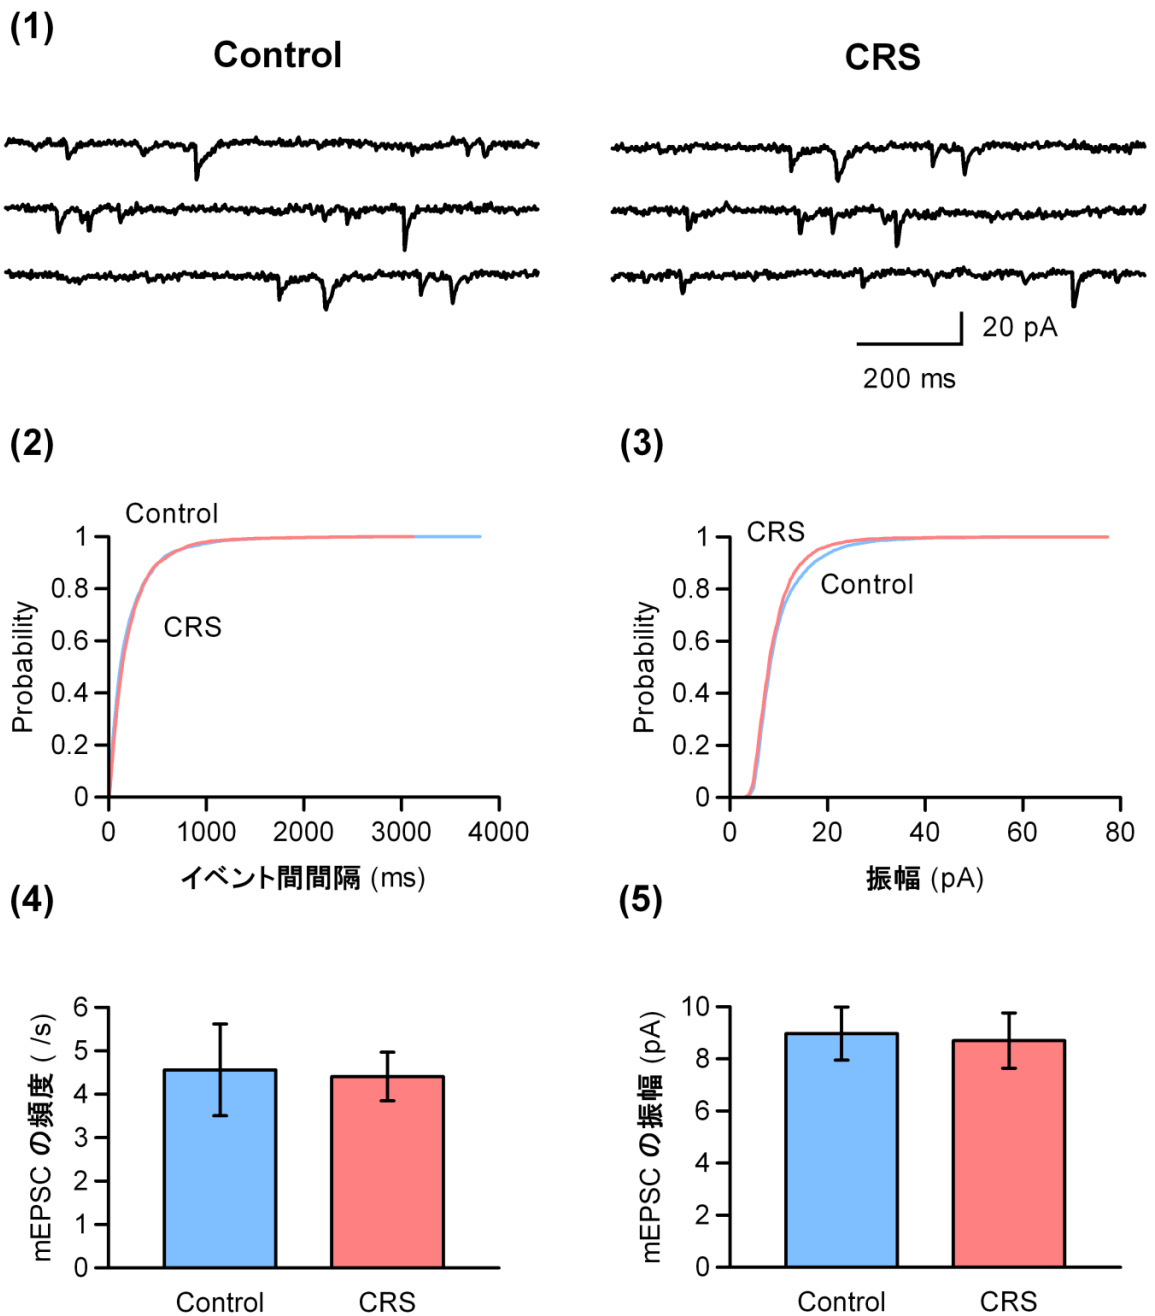 (1)
Control
CRS
20 pA
200 ms
(2)
Control
CRS
Probability
1
0.8
0.6
0.4
0.2
0
0 1000 2000 3000 4000
イベント間間隔 (ms)
(3)
CRS
Control
Probability
1
0.8
0.6
0.4
0.2
0
0 20 40 60 80
振幅 (pA)
(4)
mEPSC の頻度 ( /s)
6
5
4
3
2
1
0
Control CRS
(5)
mEPSC の振幅 (pA)
10
8
6
4
2
0
Control CRS